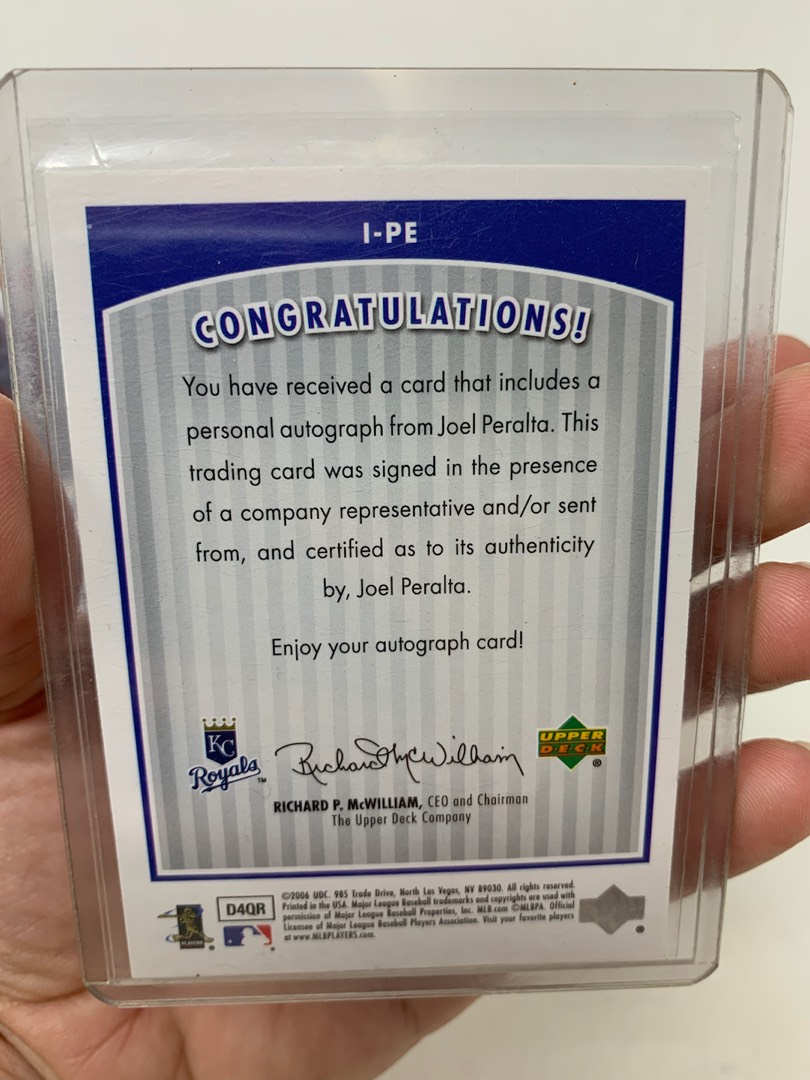 I-PE
CONGRATULATIONS!
You have received a card that includes a
personal autograph from Joel Peralta. This
trading card was signed in the presence
of a company representative and/or sent
from, and certified as to its authenticity
by, Joel Peralta.
Enjoy your autograph card!
KC
Royals™
Richard P McWilliam
UPPER
DECK
®
RICHARD P. McWILLIAM, CEO and Chairman
The Upper Deck Company
D4QR
©2006 UDC. 985 Trade Drive, North Las Vegas, NV 89030. All rights reserved.
Printed in the USA. Major League Baseball trademarks and copyrights are used with
permission of Major League Baseball Properties, Inc. MLB.com ©MLBPA. Official
Licensee of Major League Baseball Players Association. Visit your favorite players
at www.MLBPLAYERS.com.
PLAYERS
®
®
®